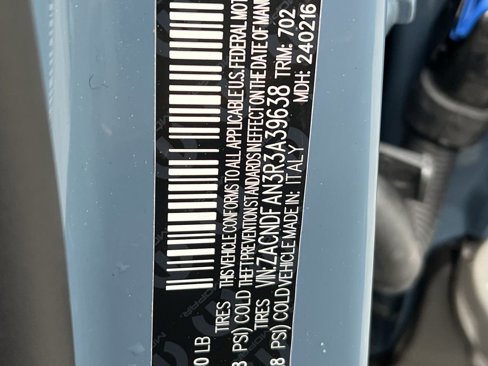 THIS VEHICLE CONFORMS TO ALL APPLICABLE U.S. FEDERAL MOT
THEFT PREVENTION STANDARDS IN EFFECT ON THE DATE OF MANU
VIN: ZACNDFAN3R3A39638 TRIM: 702
VEHICLE MADE IN: ITALY MDH: 240216
0 LB TIRES
PSI) COLD TIRES
8 PSI) COLD